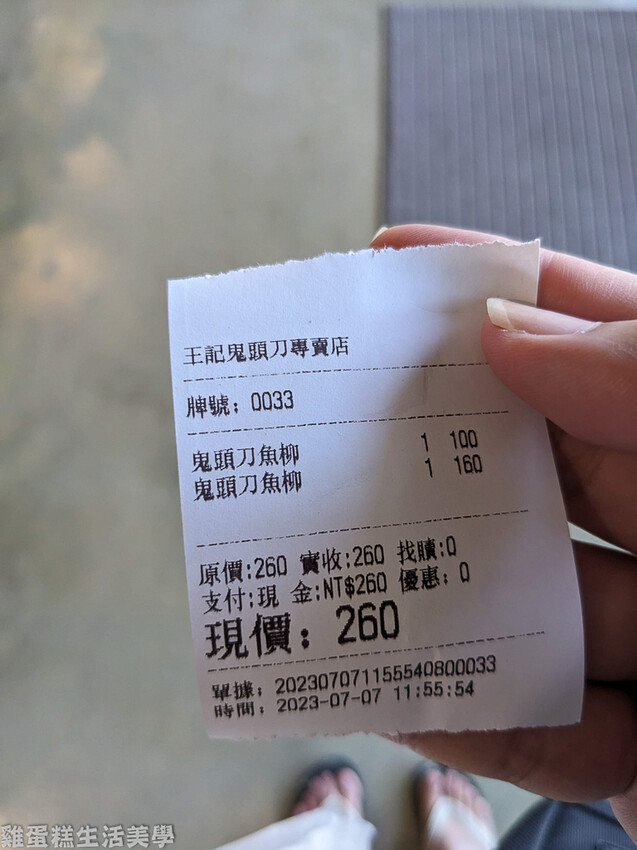 王記鬼頭刀專賣店
牌號: 0033
鬼頭刀魚柳 1 100
鬼頭刀魚柳 1 160
原價:260 實收:260 找贖:0
支付:現 金:NT$260 優惠: 0
現價: 260
單據: 20230707115554080​0033
時間: 2023-07-07 11:55:54
雞蛋糕生活美學